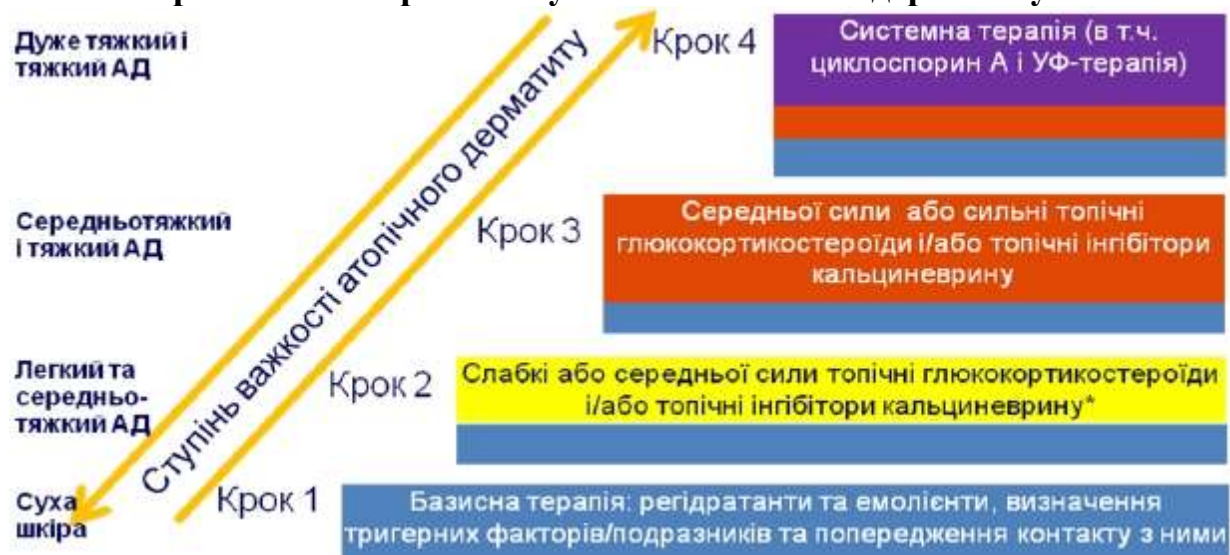 Дуже тяжкий і
тяжкий АД
Крок 4
Системна терапія (в т.ч.
циклоспорин А і УФ-терапія)
Ступінь важкості атопічного дерматиту
Середньотяжкий
і тяжкий АД
Крок 3
Середньої сили або сильні топічні
глюкокортикостероїди і/або топічні інгібітори
кальциневрину
Легкий та
середньо-
тяжкий АД
Крок 2
Слабкі або середньої сили топічні глюкокортикостероїди
і/або топічні інгібітори кальциневрину*
Суха
шкіра
Крок 1
Базисна терапія: регідратанти та емолієнти, визначення
тригерних факторів/подразників та попередження контакту з ними